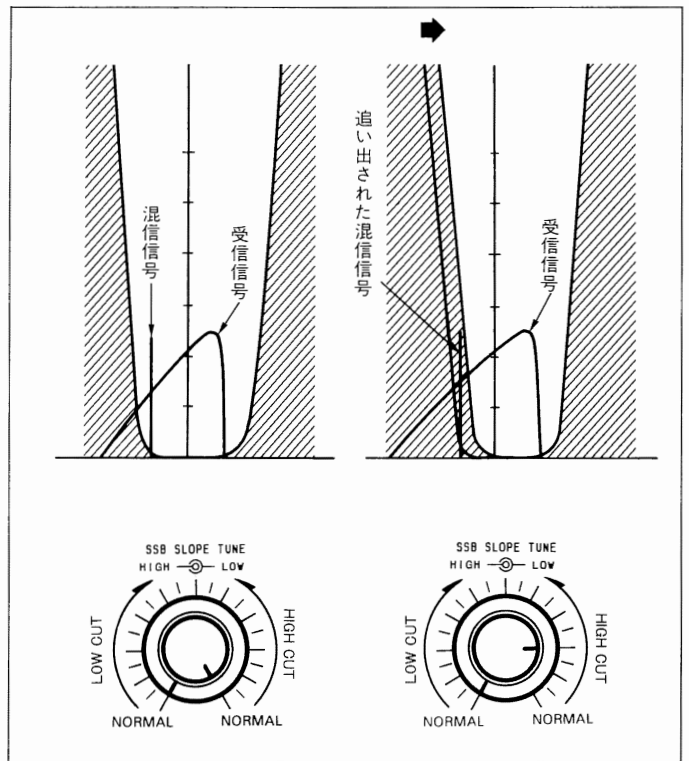 混信信号
受信信号
追い出された混信信号
受信信号
SSB SLOPE TUNE
HIGH LOW
LOW CUT
HIGH CUT
NORMAL NORMAL
SSB SLOPE TUNE
HIGH LOW
LOW CUT
HIGH CUT
NORMAL NORMAL